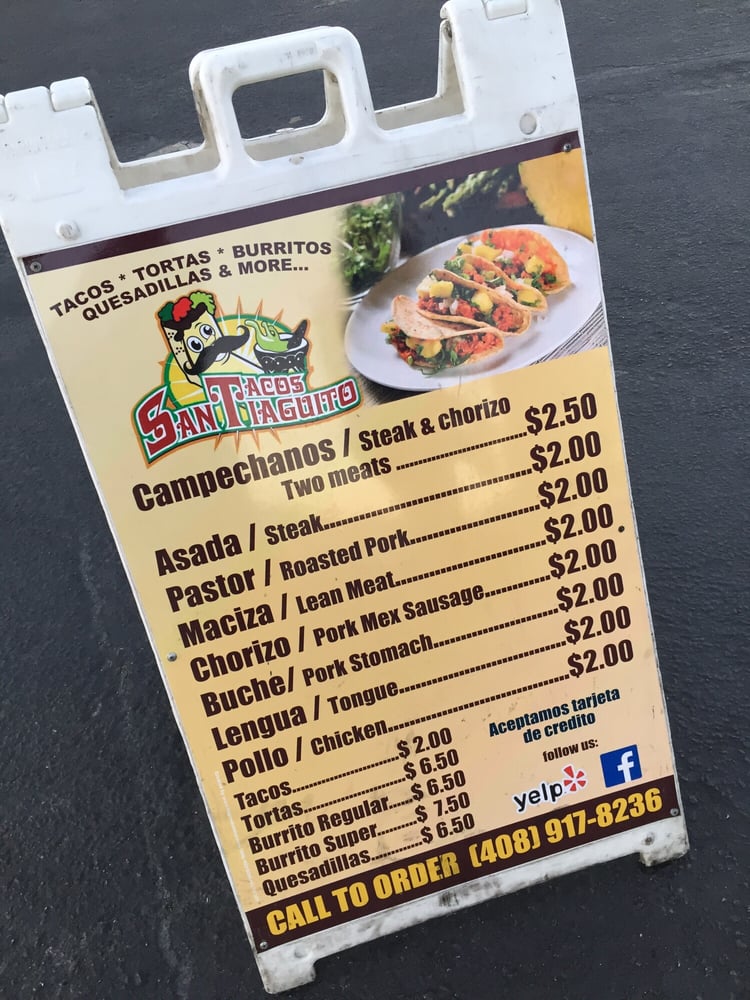 TACOS * TORTAS * BURRITOS
QUESADILLAS & MORE...
TACOS
SANTIAGUITO
Campechanos / Steak & chorizo
Two meats ........................$2.50
Asada / Steak........................$2.00
Pastor / Roasted Pork........................$2.00
Maciza / Lean Meat........................$2.00
Chorizo / Pork Mex Sausage............$2.00
Buche/ Pork Stomach........................$2.00
Lengua / Tongue........................$2.00
Pollo / Chicken........................$2.00
Tacos........................$ 2.00
Tortas........................$ 6.50
Burrito Regular....$ 6.50
Burrito Super.......$ 7.50
Quesadillas............$ 6.50
Aceptamos tarjeta
de credito
follow us:
yelp f
CALL TO ORDER (408) 917-8236